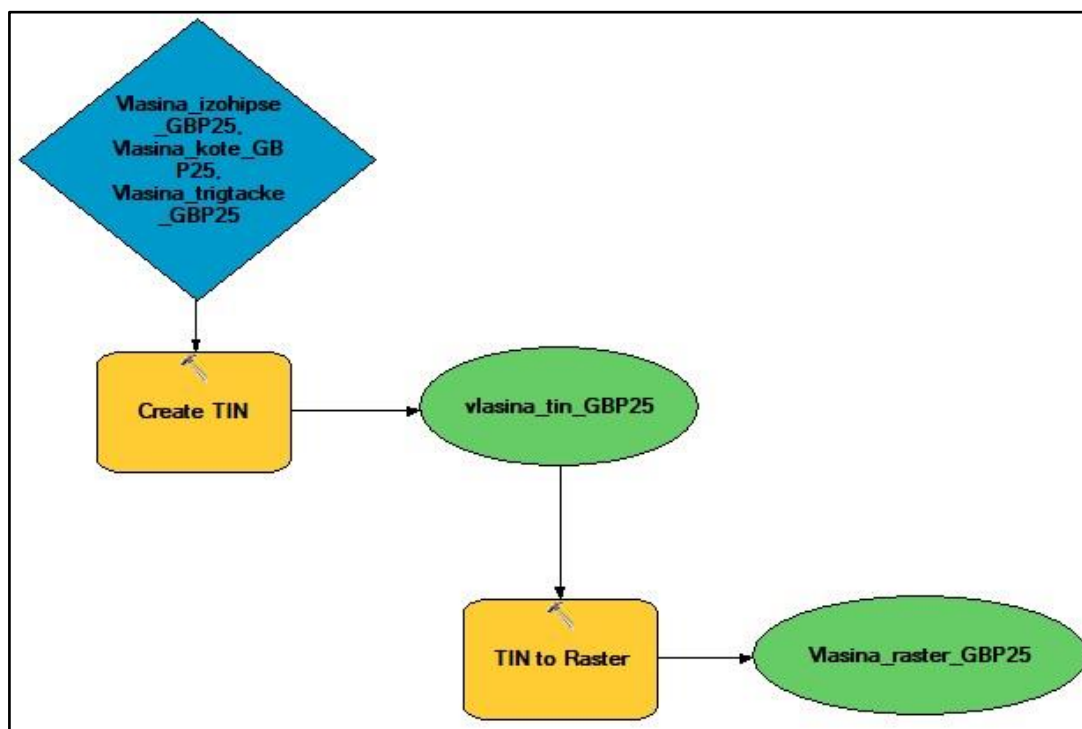 Vlasina_izohipse
_GBP25,
Vlasina_kote_GB
P25,
Vlasina_trigtacke
_GBP25
Create TIN
vlasina_tin_GBP25
TIN to Raster
Vlasina_raster_GBP25